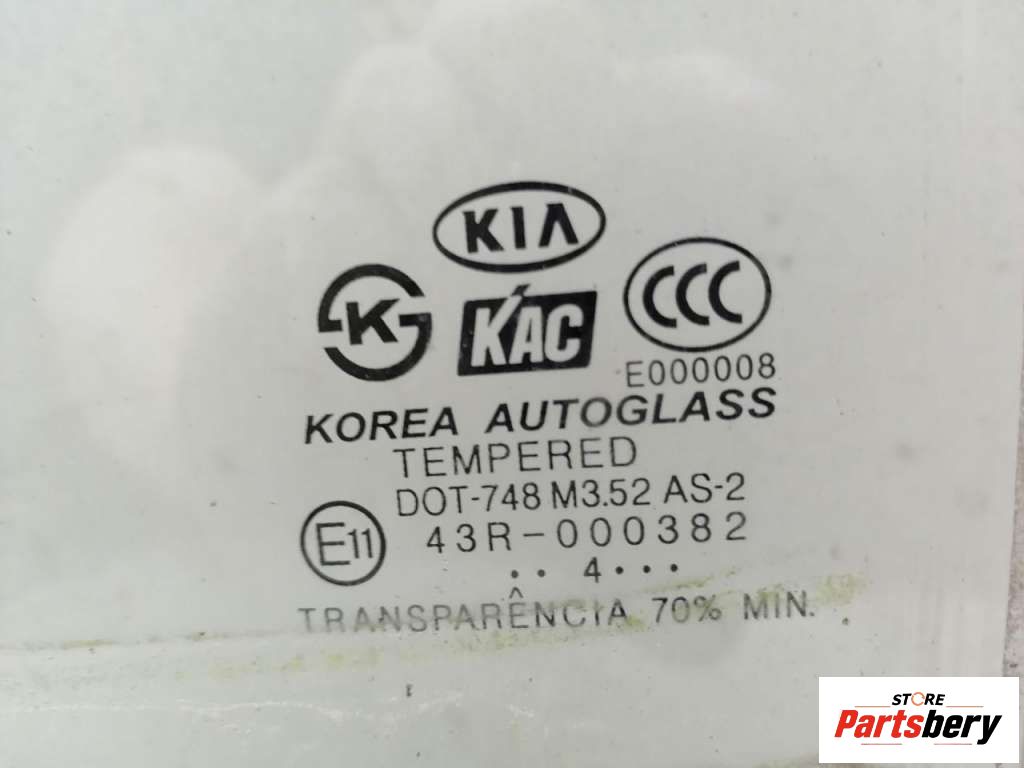 KIA
K
KAC
CCC
E000008
KOREA AUTOGLASS
TEMPERED
DOT-748 M3.52 AS-2
E11
43R-000382
·· 4 ···
TRANSPARÊNCIA 70% MIN.
STORE
Partsbery